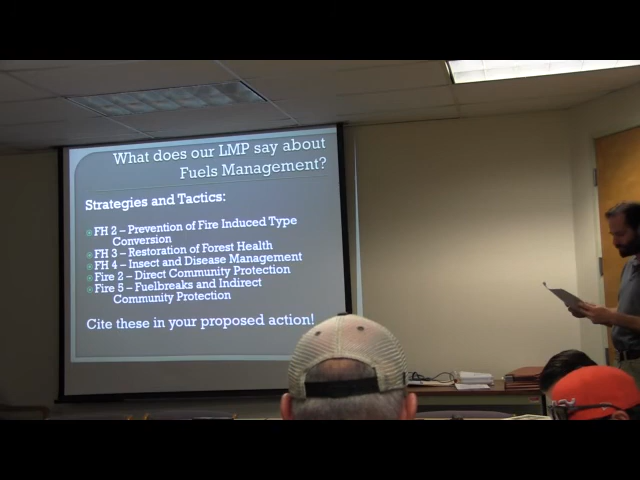 What does our LMP say about
Fuels Management?
Strategies and Tactics:
FH 2 – Prevention of Fire Induced Type
Conversion
FH 3 – Restoration of Forest Health
FH 4 – Insect and Disease Management
Fire 2 – Direct Community Protection
Fire 5 – Fuelbreaks and Indirect
Community Protection
Cite these in your proposed action!